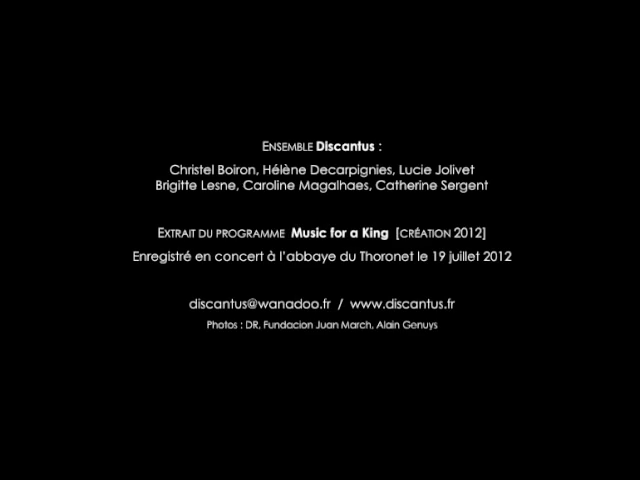 ENSEMBLE Discantus :
Christel Boiron, Hélène Decarpignies, Lucie Jolivet
Brigitte Lesne, Caroline Magalhaes, Catherine Sergent
EXTRAIT DU PROGRAMME Music for a King [CRÉATION 2012]
Enregistré en concert à l'abbaye du Thoronet le 19 juillet 2012
discantus@wanadoo.fr / www.discantus.fr
Photos : DR, Fundacion Juan March, Alain Genuys